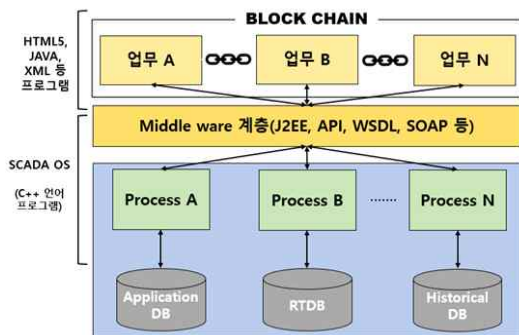 BLOCK CHAIN
HTML5,
JAVA,
XML 등
프로그램
업무 A
업무 B
업무 N
Middle ware 계층(J2EE, API, WSDL, SOAP 등)
SCADA OS
(C++ 언어
프로그램)
Process A
Process B
.......
Process N
Application
DB
RTDB
Historical
DB